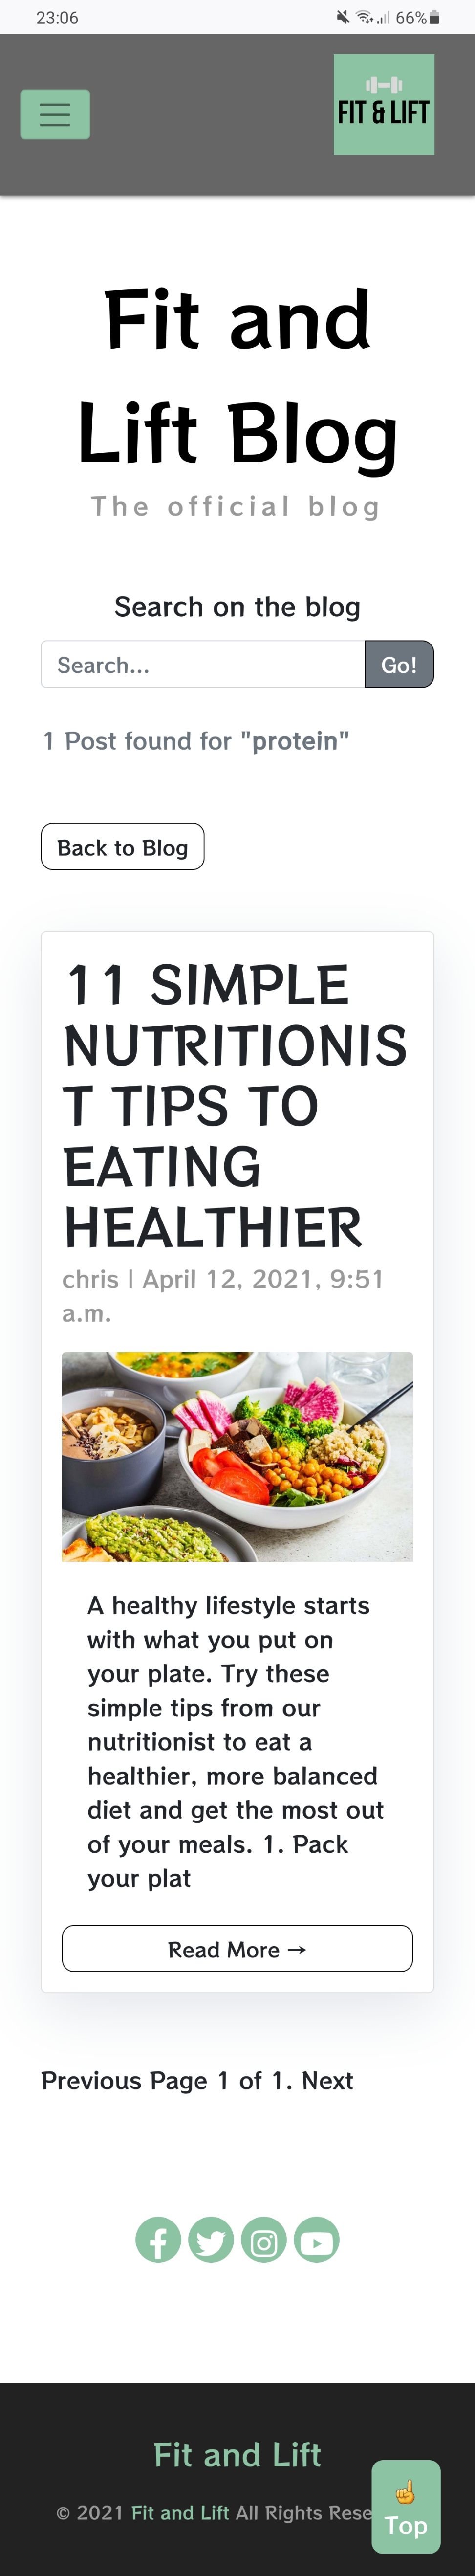 23:06
66%
FIT & LIFT
Fit and
Lift Blog
The official blog
Search on the blog
Search...
Go!
1 Post found for "protein"
Back to Blog
11 SIMPLE
NUTRITIONIS
T TIPS TO
EATING
HEALTHIER
chris | April 12, 2021, 9:51
a.m.
A healthy lifestyle starts
with what you put on
your plate. Try these
simple tips from our
nutritionist to eat a
healthier, more balanced
diet and get the most out
of your meals. 1. Pack
your plat
Read More →
Previous Page 1 of 1. Next
Fit and Lift
© 2021 Fit and Lift All Rights Rese
☝ Top